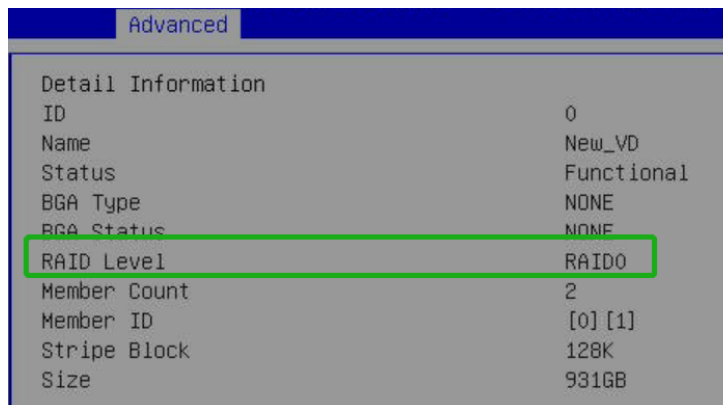 Advanced
Detail Information
ID 0
Name New_VD
Status Functional
BGA Type NONE
BGA Status NONE
RAID Level RAID0
Member Count 2
Member ID [0][1]
Stripe Block 128K
Size 931GB